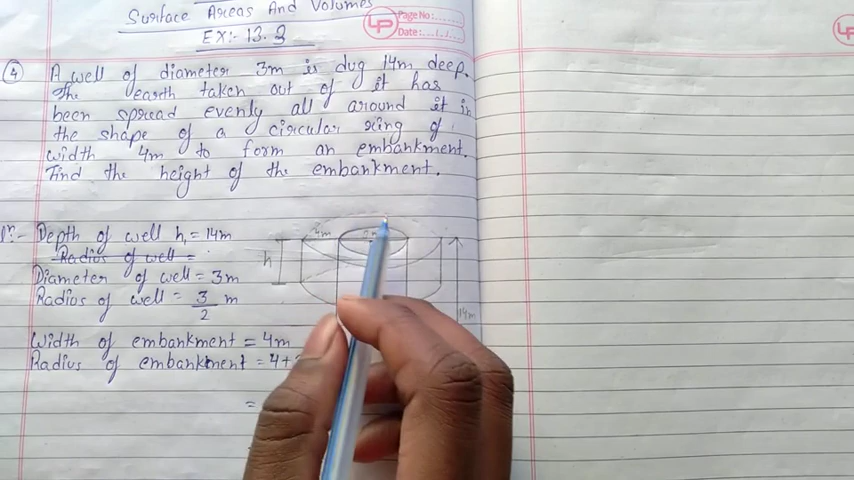 Surface Areas And Volumes
EX:- 13.3
LP Page No:
Date:
4 A well of diameter 3m is dug 14m deep.
The earth taken out of it has
been spread evenly all around it in
the shape of a circular ring of
width 4m to form an embankment.
Find the height of the embankment.
Depth of well h₁ = 14m
Radius of well =
Diameter of well = 3m
Radius of well = 3/2 m
Width of embankment = 4m
Radius of embankment = 4+
=
4m
h
14m